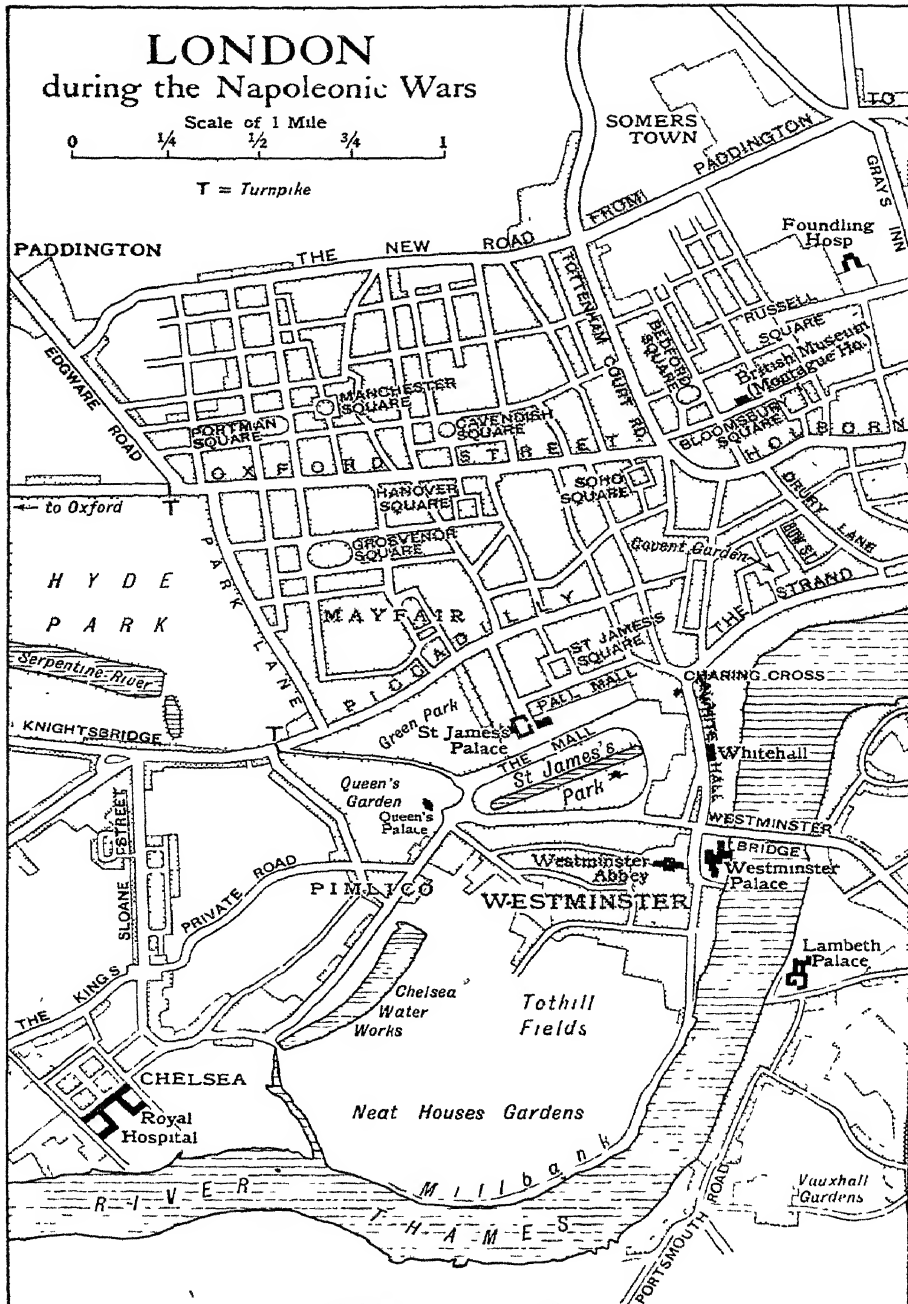 LONDON
during the Napoleonic Wars
Scale of 1 Mile
0 1/4 1/2 3/4 1
T = Turnpike
SOMERS
TOWN
THE NEW ROAD FROM PADDINGTON TO
GRAY'S INN
PADDINGTON
Foundling
Hosp
EDGWARE ROAD
TOTTENHAM COURT RD.
BEDFORD
SQUARE
RUSSELL
SQUARE
British Museum
(Montague Ho.)
MANCHESTER
SQUARE
PORTMAN
SQUARE
CAVENDISH
SQUARE
BLOOMSBURY
SQUARE
HOLBORN
OXFORD STREET
← to Oxford
T
HANOVER
SQUARE
SOHO
SQUARE
DRURY LANE
BOW ST
Covent Garden
GROSVENOR
SQUARE
PARK LANE
HYDE
PARK
MAYFAIR
PICCADILLY
THE STRAND
ST JAMES'S
SQUARE
Serpentine River
CHARING CROSS
PALL MALL
KNIGHTSBRIDGE
T
Green Park
St James's
Palace
THE MALL
St James's
Park
WHITE HALL
Whitehall
Queen's
Garden
Queen's
Palace
WESTMINSTER
BRIDGE
SLOANE STREET
Westminster
Abbey
Westminster
Palace
THE KINGS PRIVATE ROAD
PIMLICO
WESTMINSTER
Lambeth
Palace
Chelsea
Water
Works
Tothill
Fields
CHELSEA
Royal
Hospital
Neat Houses Gardens
Millbank
Vauxhall
Gardens
RIVER
THAMES
PORTSMOUTH ROAD